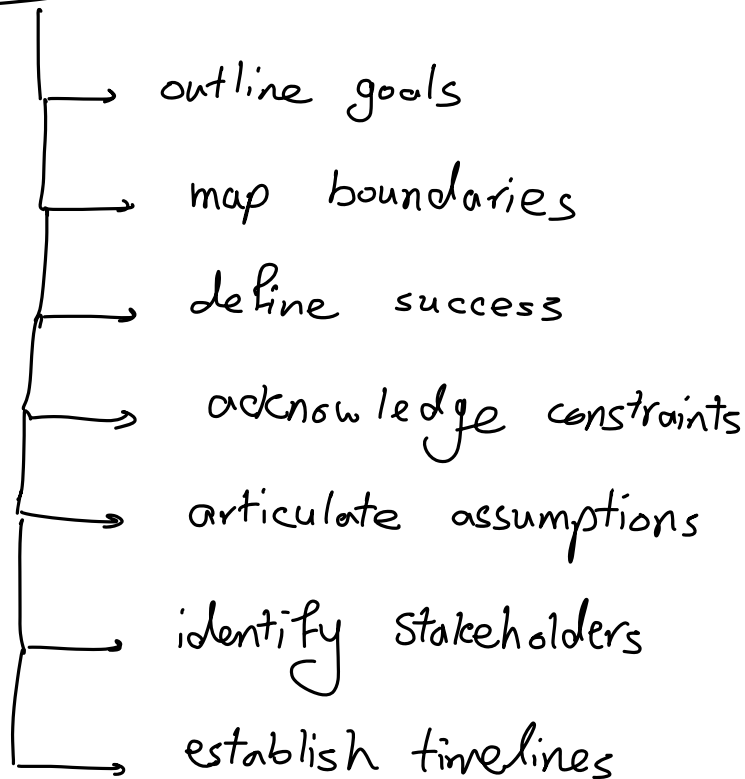 outline goals
map boundaries
define success
acknowledge constraints
articulate assumptions
identify stakeholders
establish timelines